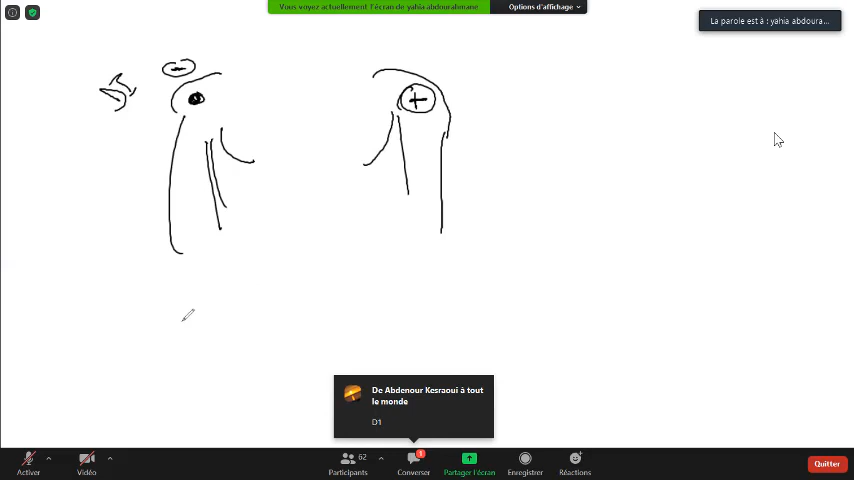 Vous voyez actuellement l'écran de yahia abdourahmane
Options d'affichage
La parole est à : yahia abdoura...
−
+
De Abdenour Kesraoui à tout
le monde
D1
62
1
Activer
Vidéo
Participants
Converser
Partager l'écran
Enregistrer
Réactions
Quitter